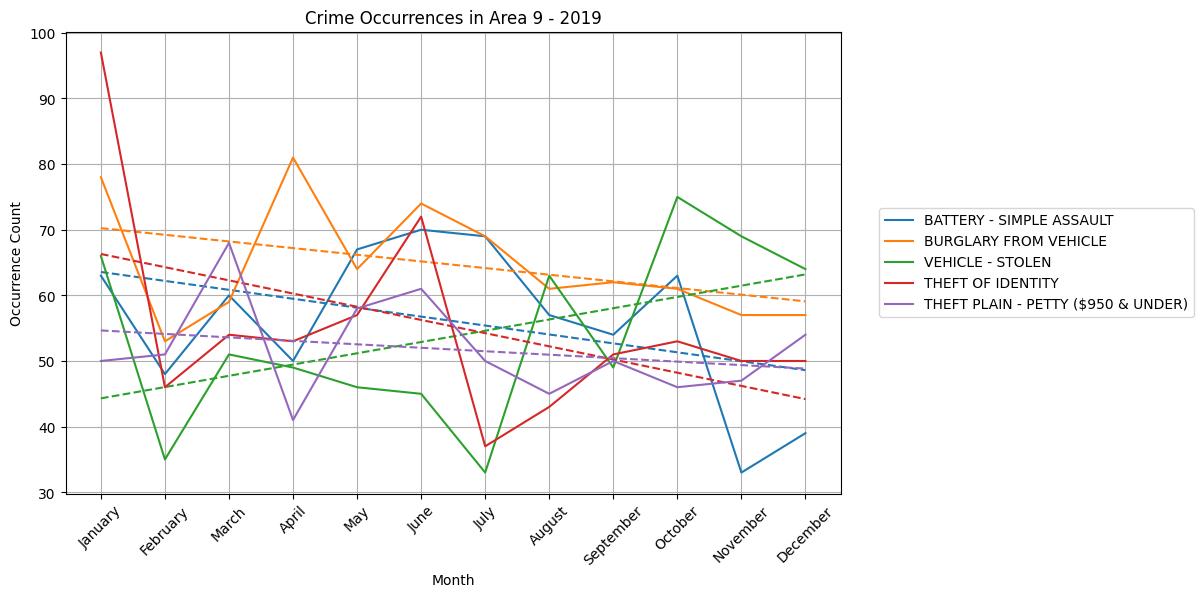 Crime Occurrences in Area 9 - 2019
Occurrence Count
100
90
80
70
60
50
40
30
January
February
March
April
May
June
July
August
September
October
November
December
Month
BATTERY - SIMPLE ASSAULT
BURGLARY FROM VEHICLE
VEHICLE - STOLEN
THEFT OF IDENTITY
THEFT PLAIN - PETTY ($950 & UNDER)